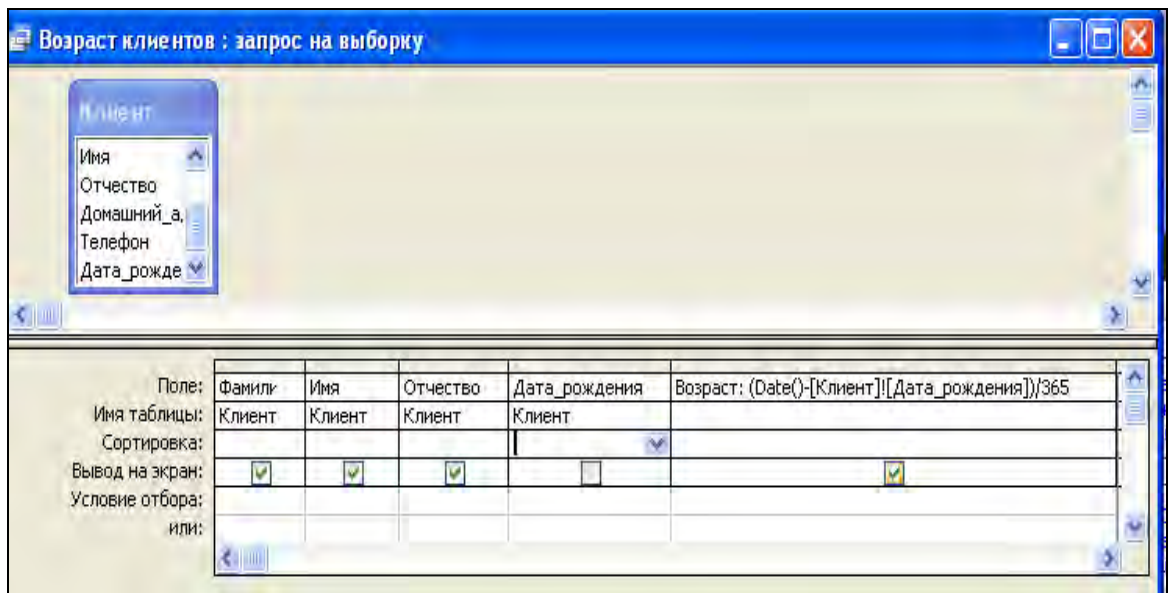 Возраст клиентов : запрос на выборку
Клиент
Имя
Отчество
Домашний_а,
Телефон
Дата_рожде
Поле: Фамили Имя Отчество Дата_рождения Возраст: (Date()-[Клиент]![Дата_рождения])/365
Имя таблицы: Клиент Клиент Клиент Клиент
Сортировка:
Вывод на экран:
Условие отбора:
или: